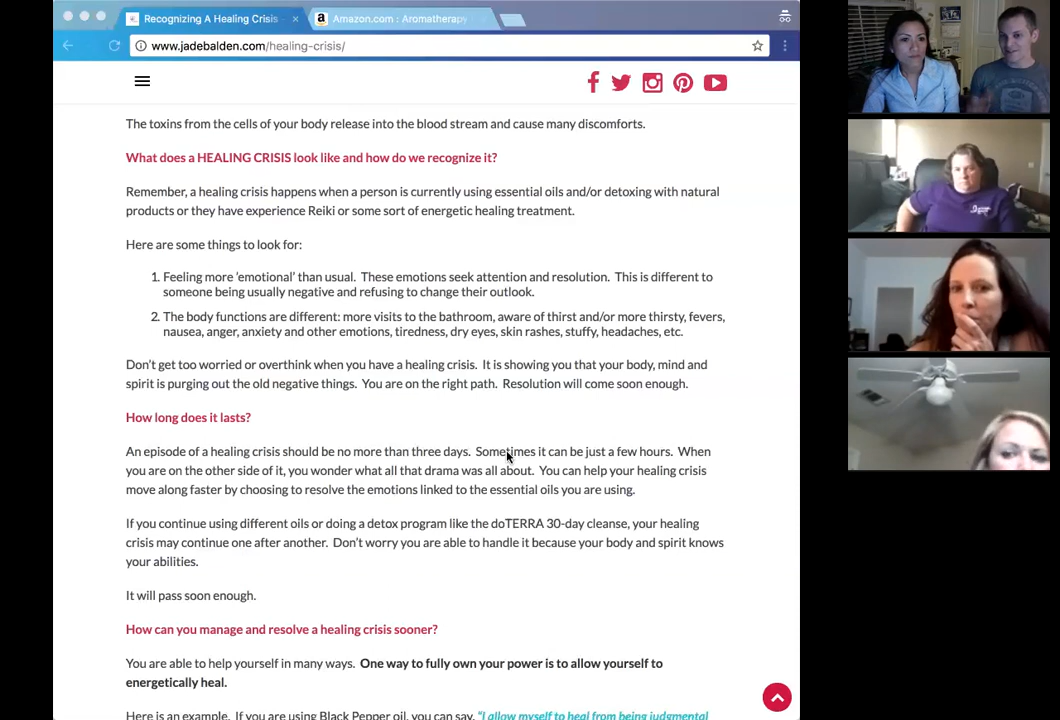 Recognizing A Healing Crisis
Amazon.com : Aromatherapy
www.jadebalden.com/healing-crisis/
The toxins from the cells of your body release into the blood stream and cause many discomforts.
What does a HEALING CRISIS look like and how do we recognize it?
Remember, a healing crisis happens when a person is currently using essential oils and/or detoxing with natural
products or they have experience Reiki or some sort of energetic healing treatment.
Here are some things to look for:
1. Feeling more 'emotional' than usual. These emotions seek attention and resolution. This is different to
someone being usually negative and refusing to change their outlook.
2. The body functions are different: more visits to the bathroom, aware of thirst and/or more thirsty, fevers,
nausea, anger, anxiety and other emotions, tiredness, dry eyes, skin rashes, stuffy, headaches, etc.
Don't get too worried or overthink when you have a healing crisis. It is showing you that your body, mind and
spirit is purging out the old negative things. You are on the right path. Resolution will come soon enough.
How long does it lasts?
An episode of a healing crisis should be no more than three days. Sometimes it can be just a few hours. When
you are on the other side of it, you wonder what all that drama was all about. You can help your healing crisis
move along faster by choosing to resolve the emotions linked to the essential oils you are using.
If you continue using different oils or doing a detox program like the doTERRA 30-day cleanse, your healing
crisis may continue one after another. Don't worry you are able to handle it because your body and spirit knows
your abilities.
It will pass soon enough.
How can you manage and resolve a healing crisis sooner?
You are able to help yourself in many ways. One way to fully own your power is to allow yourself to
energetically heal.
Here is an example. If you are using Black Pepper oil, you can say, "I allow myself to heal from being judgmental